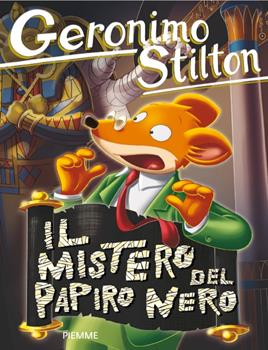 Geronimo
Stilton
IL
MISTERO
DEL
PAPIRO NERO
PIEMME